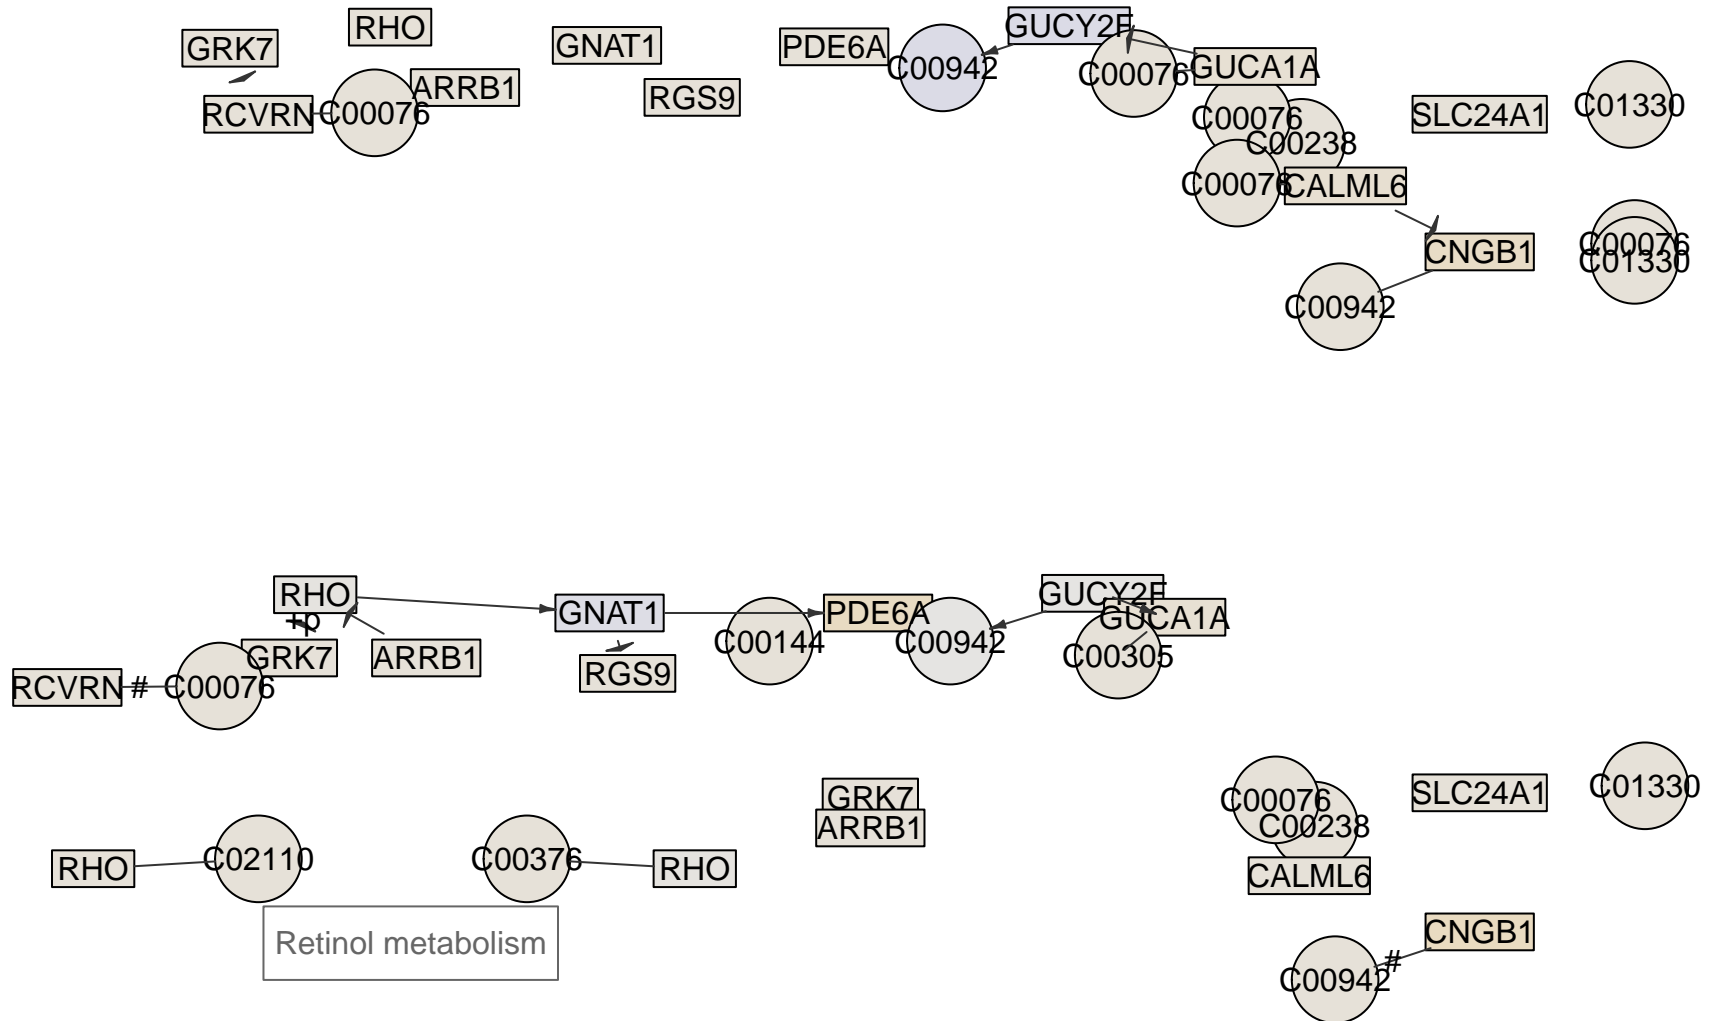 RHO
GRK7
GNAT1
PDE6A
GUCY2F
C00942
C00076
GUCA1A
ARRB1
RGS9
RCVRN
C00076
C00076
SLC24A1
C01330
C00238
C00076
CALML6
CNGB1
C00076
C01330
C00942
RHO
+p
GNAT1
PDE6A
GUCY2F
GUCA1A
C00144
C00942
C00305
GRK7
ARRB1
RGS9
RCVRN
#
C00076
GRK7
ARRB1
C00076
C00238
SLC24A1
C01330
RHO
C02110
C00376
RHO
CALML6
Retinol metabolism
CNGB1
#
C00942